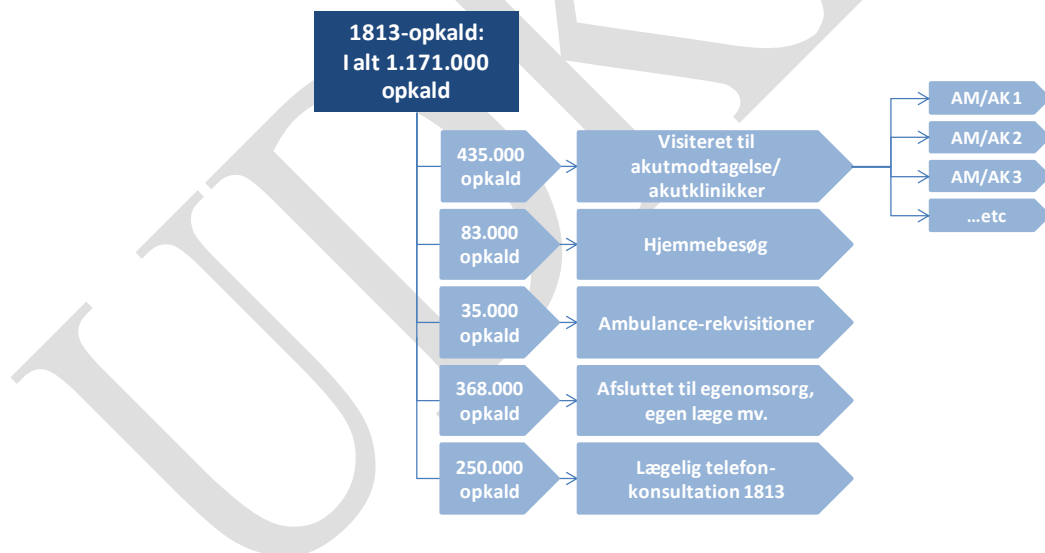 1813-opkald:
I alt 1.171.000
opkald
435.000
opkald
Visiteret til
akutmodtagelse/
akutklinikker
AM/AK 1
AM/AK 2
AM/AK 3
...etc
83.000
opkald
Hjemmebesøg
35.000
opkald
Ambulance-rekvisitioner
368.000
opkald
Afsluttet til egenomsorg,
egen læge mv.
250.000
opkald
Lægelig telefon-
konsultation 1813